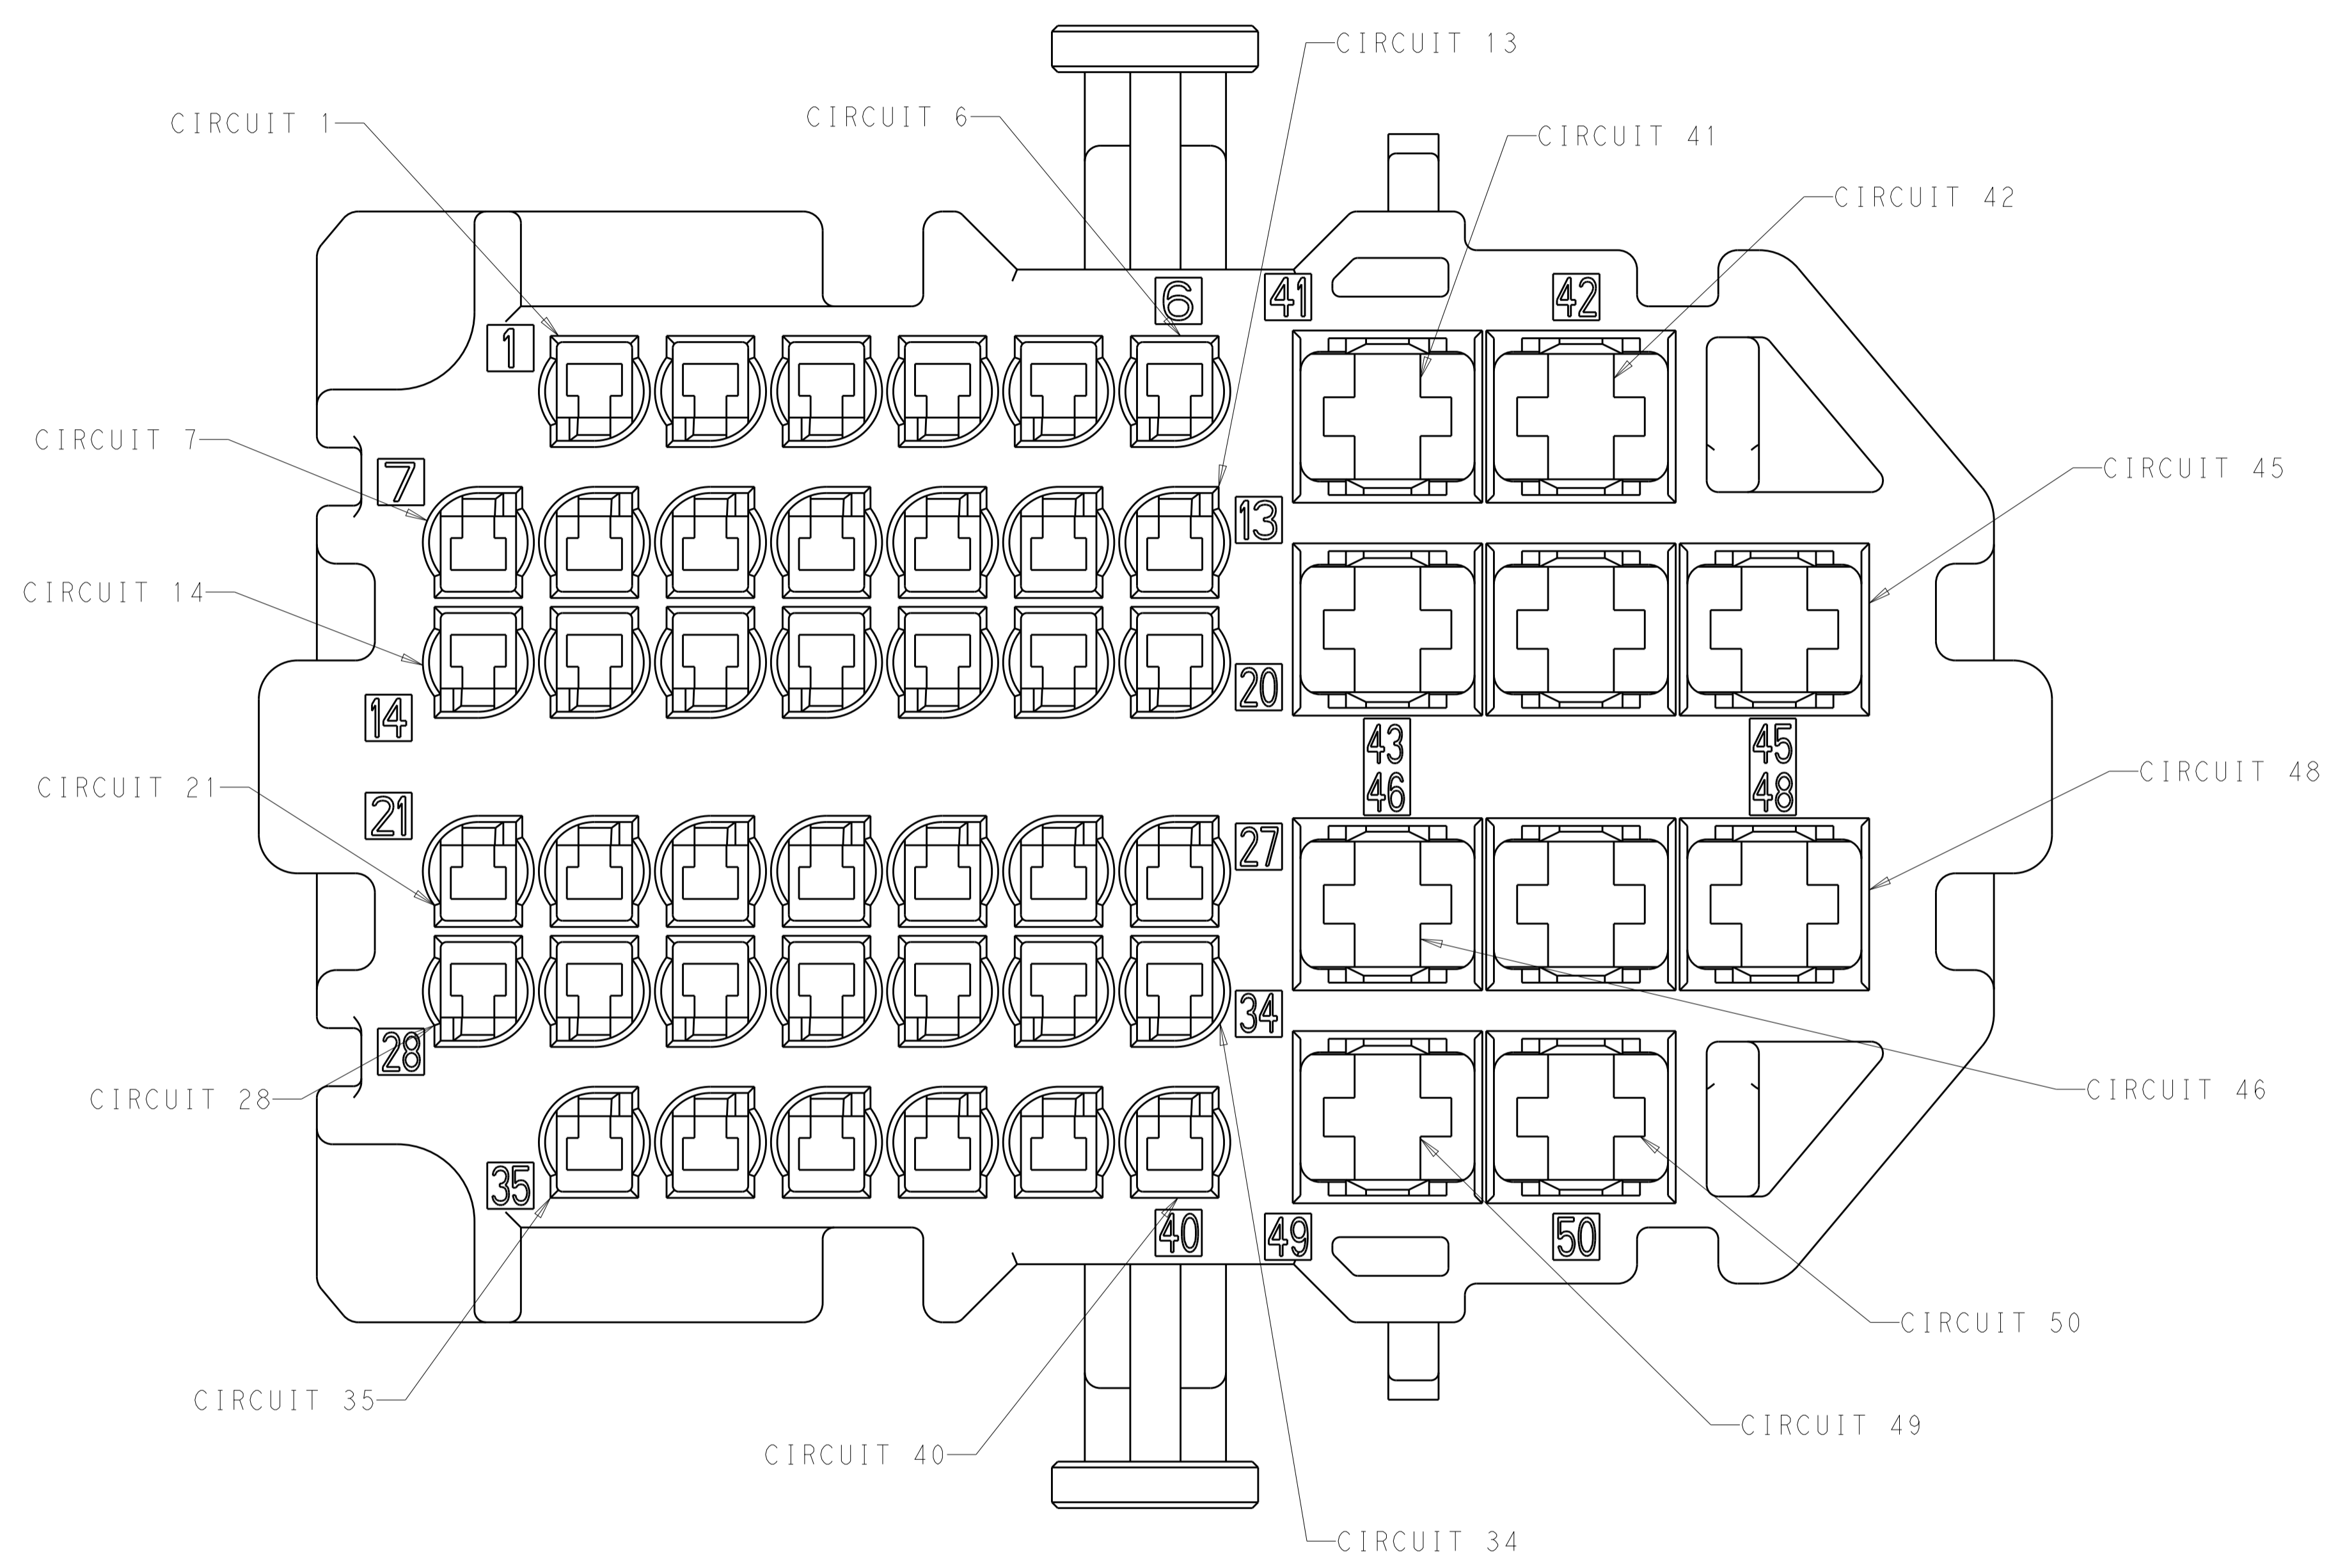 CIRCUIT 13
CIRCUIT 1
CIRCUIT 6
CIRCUIT 41
CIRCUIT 42
6
41
42
1
CIRCUIT 7
7
CIRCUIT 45
13
CIRCUIT 14
20
14
43
45
46
48
CIRCUIT 48
CIRCUIT 21
21
27
34
28
CIRCUIT 28
CIRCUIT 46
35
40
49
50
CIRCUIT 50
CIRCUIT 35
CIRCUIT 49
CIRCUIT 40
CIRCUIT 34